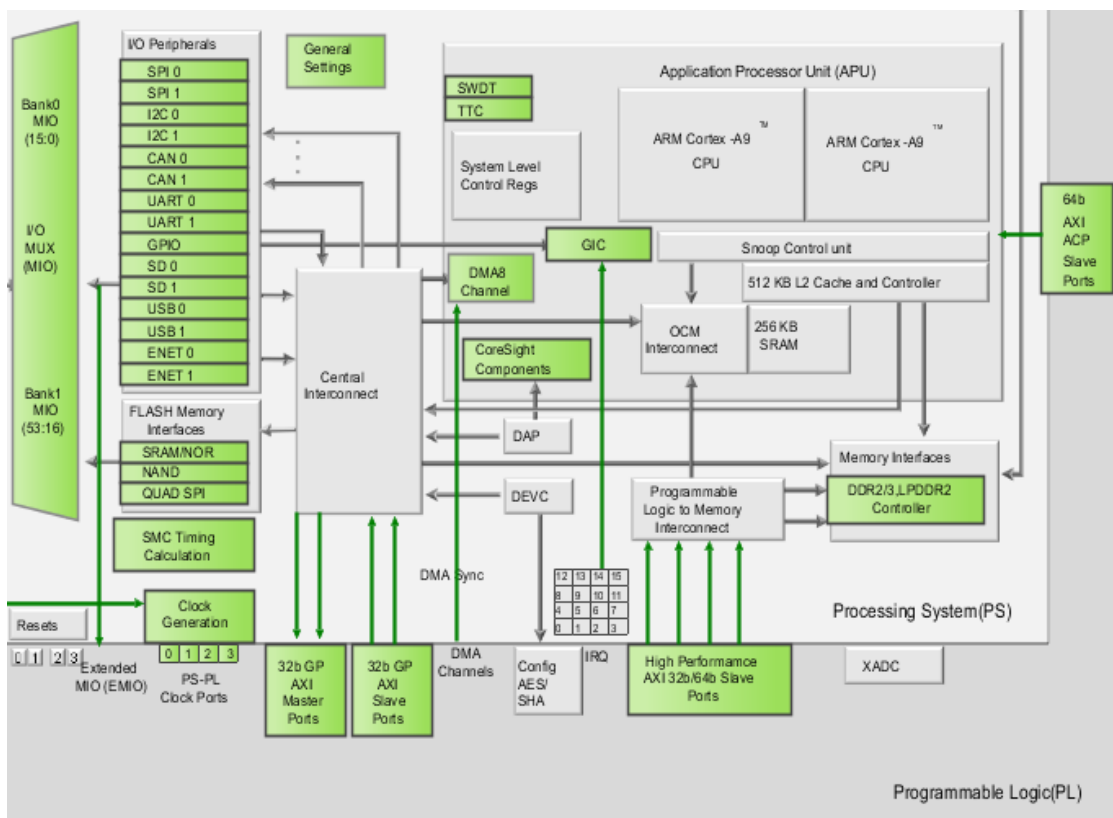 I/O Peripherals
SPI 0
SPI 1
I2C 0
I2C 1
CAN 0
CAN 1
UART 0
UART 1
GPIO
SD 0
SD 1
USB 0
USB 1
ENET 0
ENET 1
Bank0
MIO
(15:0)
I/O
MUX
(MIO)
Bank1
MIO
(53:16)
FLASH Memory
Interfaces
SRAM/NOR
NAND
QUAD SPI
SMC Timing
Calculation
General
Settings
Application Processor Unit (APU)
SWDT
TTC
System Level
Control Regs
ARM Cortex -A9
TM
CPU
ARM Cortex -A9
TM
CPU
GIC
Snoop Control unit
512 KB L2 Cache and Controller
DMA8
Channel
OCM
Interconnect
256 KB
SRAM
CoreSight
Components
Central
Interconnect
DAP
DEVC
Programmable
Logic to Memory
Interconnect
Memory Interfaces
DDR2/3,LPDDR2
Controller
64b
AXI
ACP
Slave
Ports
DMA Sync
12 13 14 15
8 9 10 11
4 5 6 7
0 1 2 3
Processing System(PS)
Resets
0 1 2 3
Clock
Generation
0 1 2 3
Extended
MIO (EMIO)
PS-PL
Clock Ports
32b GP
AXI
Master
Ports
32b GP
AXI
Slave
Ports
DMA
Channels
Config
AES/
SHA
IRQ
High Performamce
AXI 32b/64b Slave
Ports
XADC
Programmable Logic(PL)